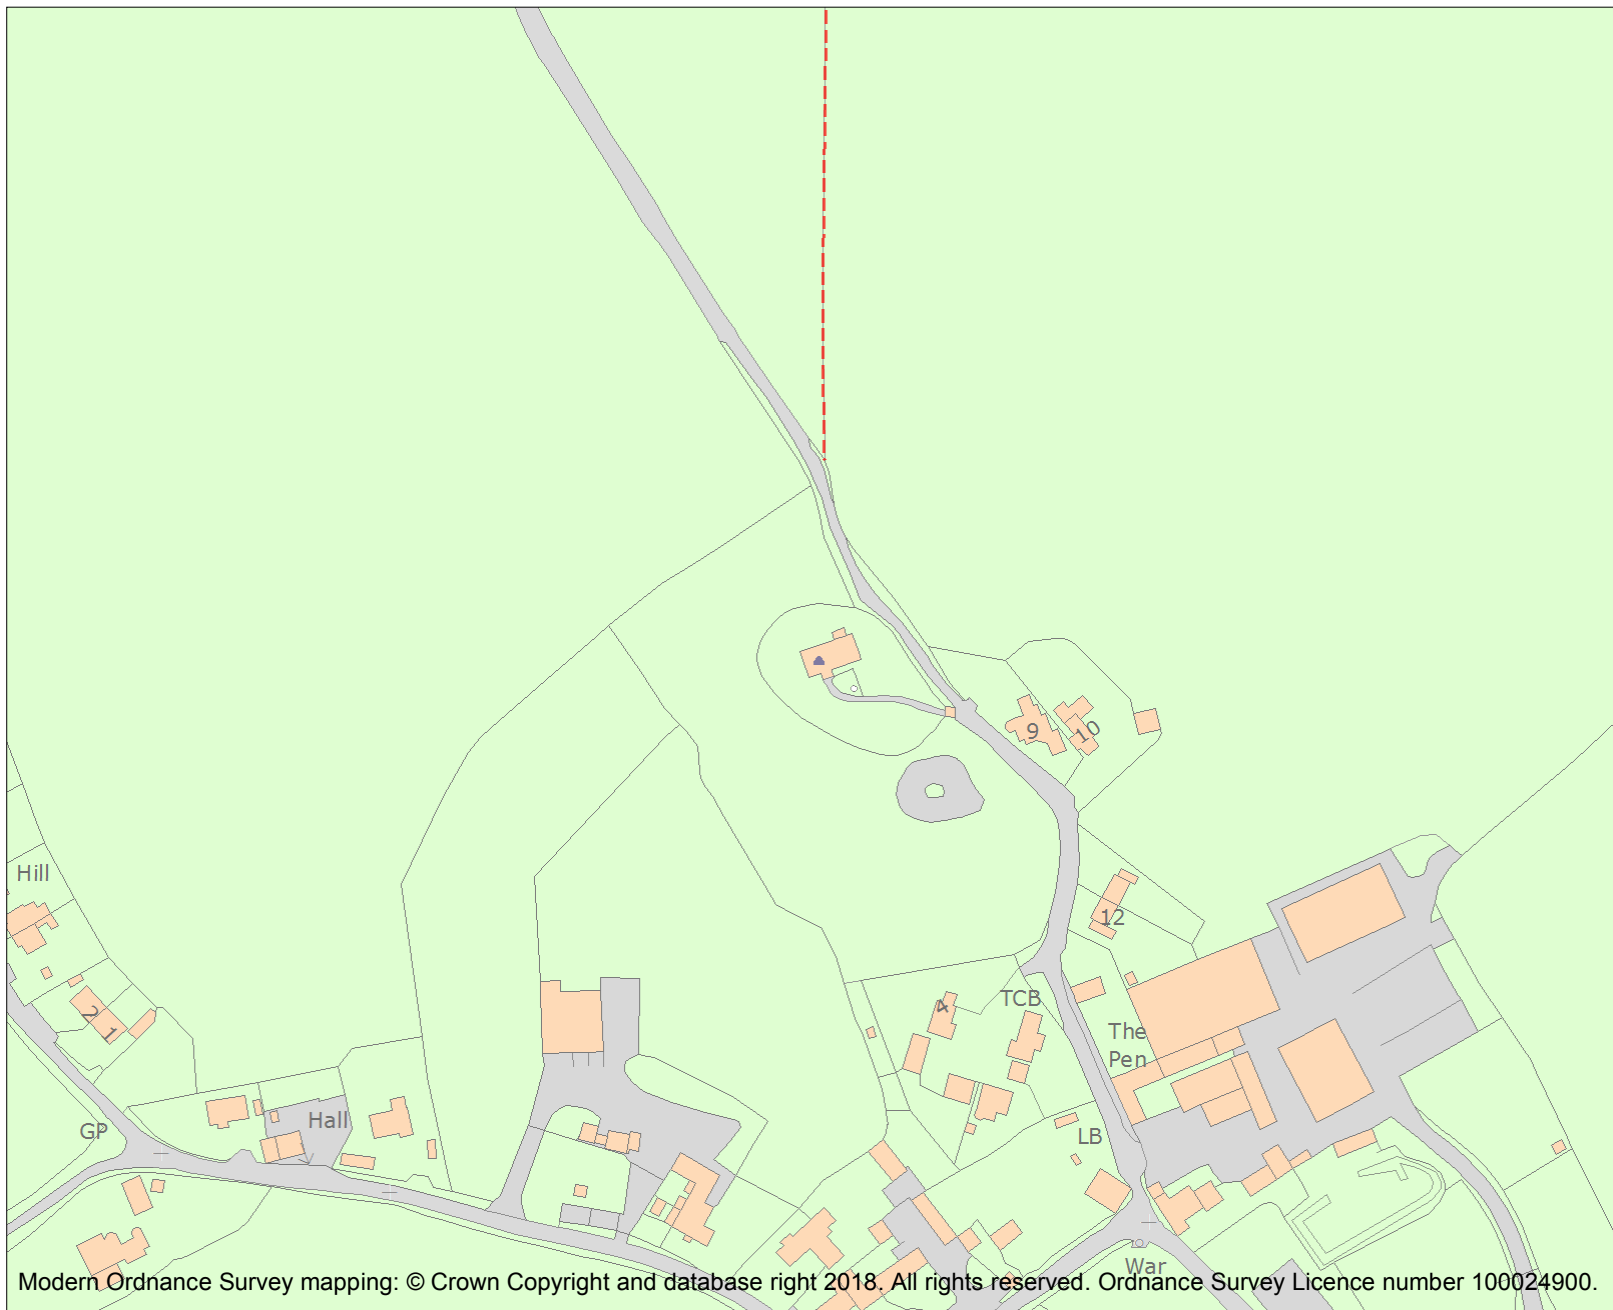 9
10
Hill
12
2
1
4
TCB
The
Pen
Hall
GP
LB
War
Modern Ordnance Survey mapping: © Crown Copyright and database right 2018. All rights reserved. Ordnance Survey Licence number 100024900.